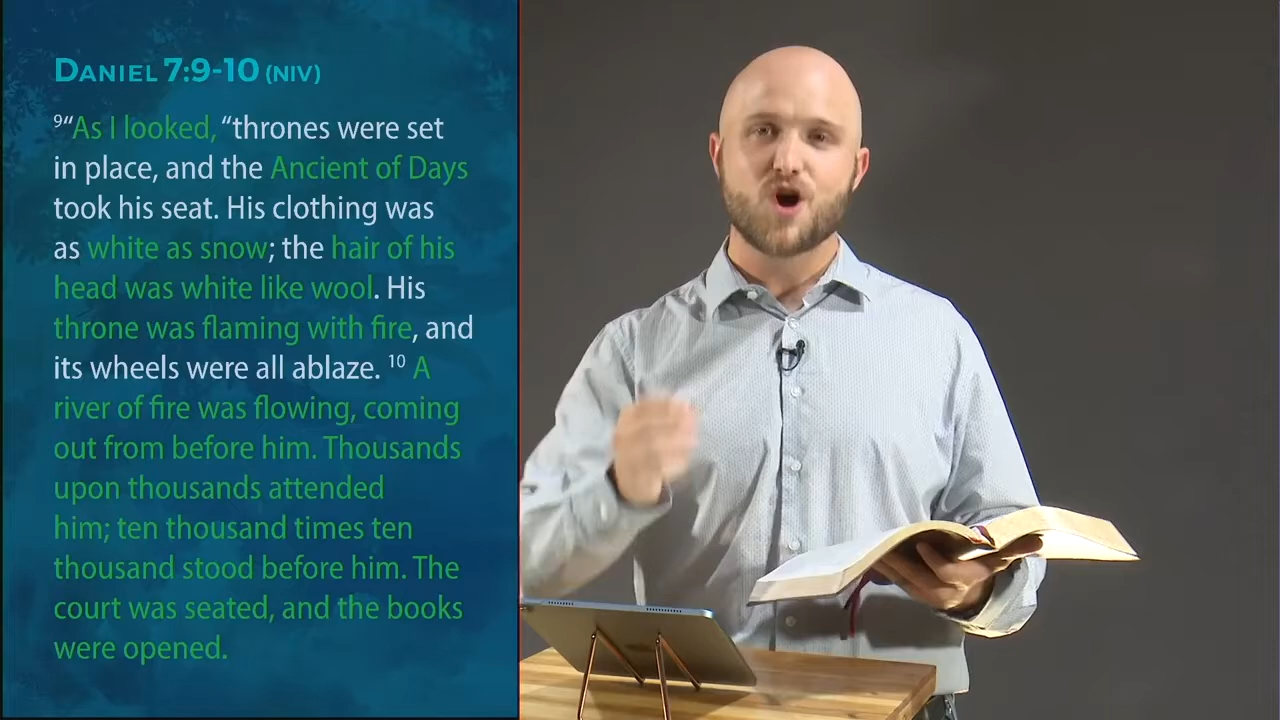 DANIEL 7:9-10 (NIV)
9“As I looked, “thrones were set
in place, and the Ancient of Days
took his seat. His clothing was
as white as snow; the hair of his
head was white like wool. His
throne was flaming with fire, and
its wheels were all ablaze. 10 A
river of fire was flowing, coming
out from before him. Thousands
upon thousands attended
him; ten thousand times ten
thousand stood before him. The
court was seated, and the books
were opened.